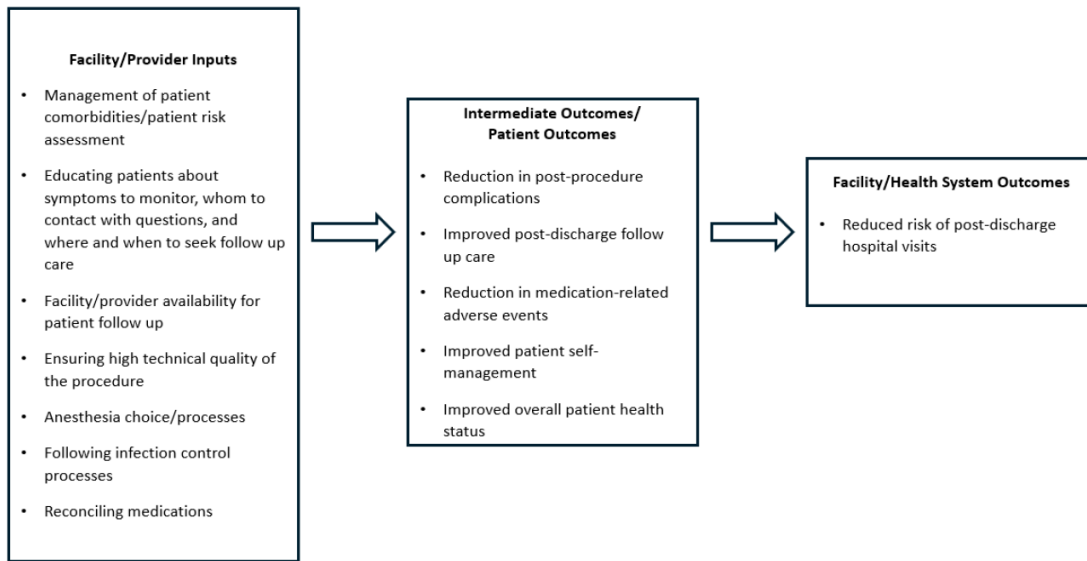 Facility/Provider Inputs
• Management of patient
comorbidities/patient risk
assessment
• Educating patients about
symptoms to monitor, whom to
contact with questions, and
where and when to seek follow up
care
• Facility/provider availability for
patient follow up
• Ensuring high technical quality of
the procedure
• Anesthesia choice/processes
• Following infection control
processes
• Reconciling medications
Intermediate Outcomes/
Patient Outcomes
• Reduction in post-procedure
complications
• Improved post-discharge follow
up care
• Reduction in medication-related
adverse events
• Improved patient self-
management
• Improved overall patient health
status
Facility/Health System Outcomes
• Reduced risk of post-discharge
hospital visits